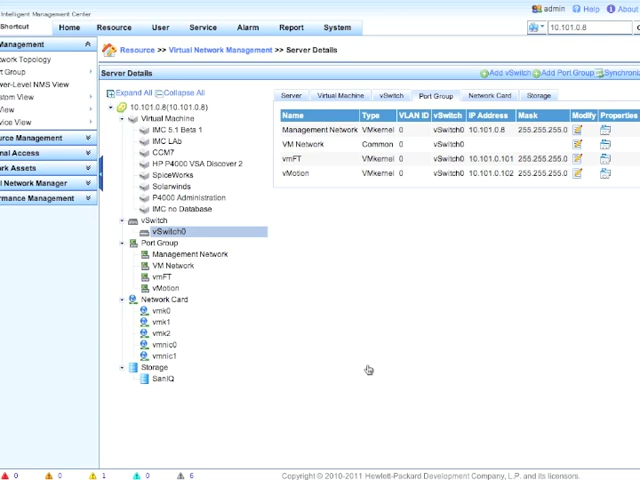 Intelligent Management Center
admin Help About
Shortcut Home Resource User Service Alarm Report System
10.101.0.8
Management
Resource >> Virtual Network Management >> Server Details
Server Details
Add vSwitch Add Port Group
Expand All Collapse All
Server Virtual Machine vSwitch Port Group Network Card Storage
10.101.0.8(10.101.0.8)
Virtual Machine
IMC 5.1 Beta 1
IMC LAb
CCM7
HP P4000 VSA Discover 2
SpiceWorks
Solarwinds
P4000 Administration
IMC no Database
vSwitch
vSwitch0
Port Group
Management Network
VM Network
vmFT
vMotion
Network Card
vmk0
vmk1
vmk2
vmnic0
vmnic1
Storage
SanIQ
Name Type VLAN ID vSwitch IP Address Mask Modify Properties
Management Network VMkernel 0 vSwitch0 10.101.0.8 255.255.255.0
VM Network Common 0 vSwitch0
vmFT VMkernel 0 vSwitch0 10.101.0.101 255.255.255.0
vMotion VMkernel 0 vSwitch0 10.101.0.102 255.255.255.0
twork Topology
rt Group
wer-Level NMS View
stom View
View
vice View
urce Management
nal Access
rk Assets
l Network Manager
rmance Management
0 0 1 0 6
Copyright © 2010-2011 Hewlett-Packard Development Company, L.P. and its licensors.